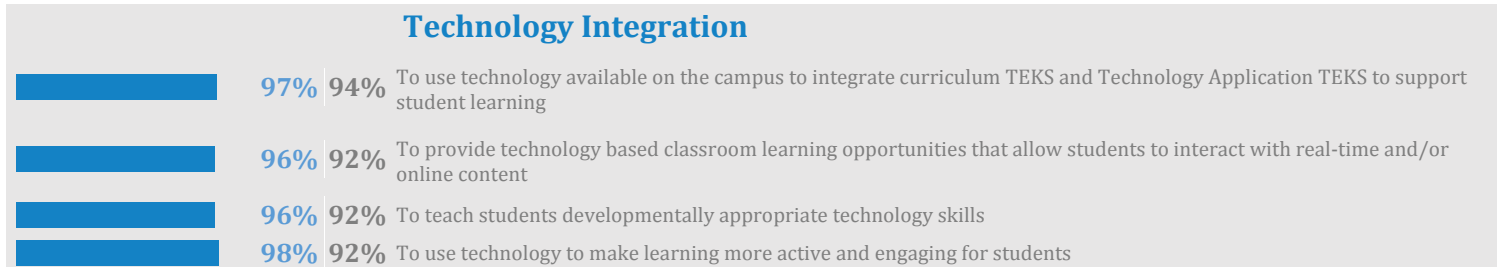 Technology Integration
97% 94% To use technology available on the campus to integrate curriculum TEKS and Technology Application TEKS to support
student learning
96% 92% To provide technology based classroom learning opportunities that allow students to interact with real-time and/or
online content
96% 92% To teach students developmentally appropriate technology skills
98% 92% To use technology to make learning more active and engaging for students